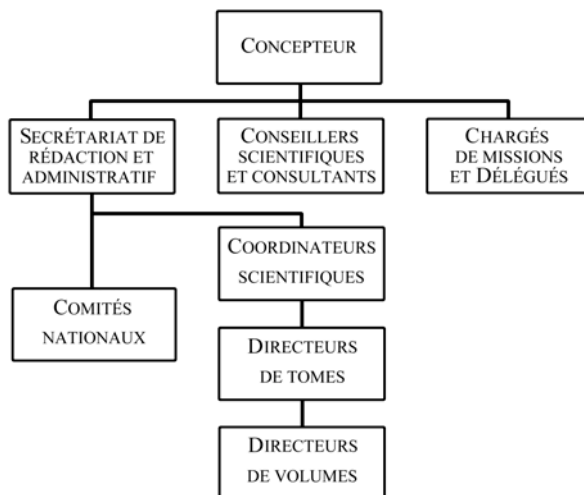 CONCEPTEUR
SECRÉTARIAT DE
RÉDACTION ET
ADMINISTRATIF
CONSEILLERS
SCIENTIFIQUES
ET CONSULTANTS
CHARGÉS
DE MISSIONS
ET DÉLÉGUÉS
COORDINATEURS
SCIENTIFIQUES
COMITÉS
NATIONAUX
DIRECTEURS
DE TOMES
DIRECTEURS
DE VOLUMES